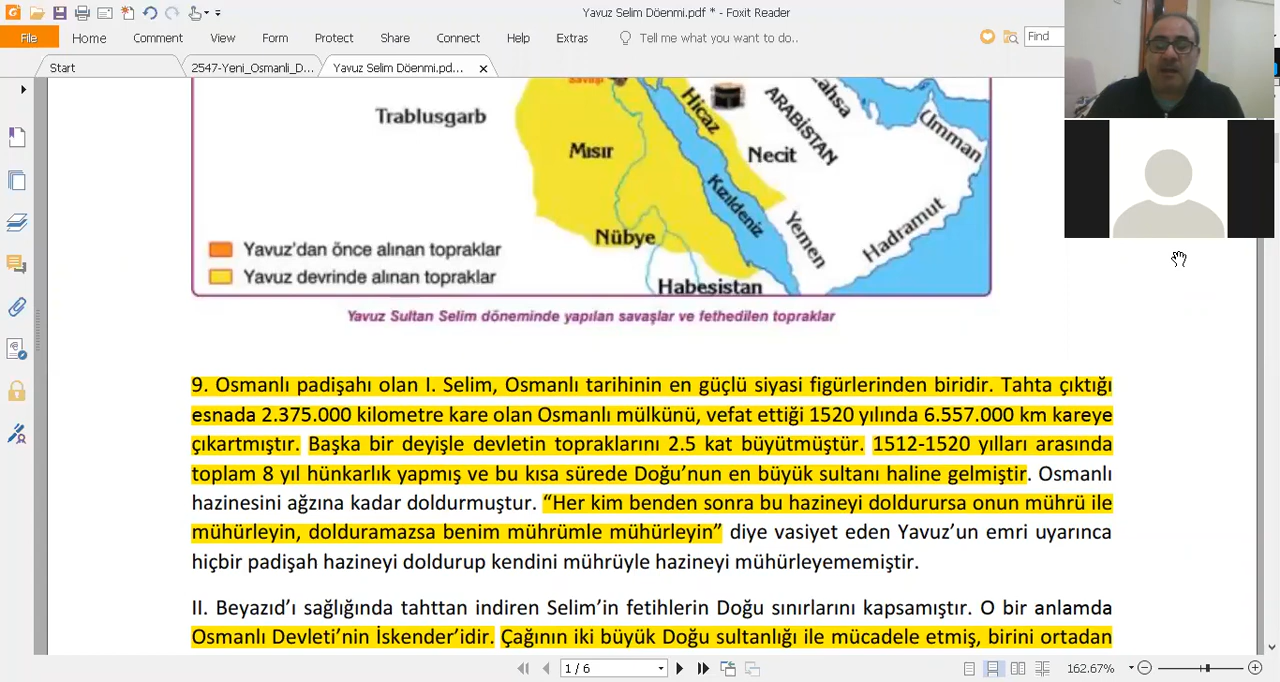 Yavuz Selim Döenmi.pdf * - Foxit Reader
File Home Comment View Form Protect Share Connect Help Extras Tell me what you want to do.. Find
Start 2547-Yeni_Osmanli_D... Yavuz Selim Döenmi.pd...
Trablusgarb
Mısır
Nübye
Habeşistan
Hicaz
Kızıldeniz
ARABİSTAN
Necit
Yemen
Hadramut
Umman
Yavuz'dan önce alınan topraklar
Yavuz devrinde alınan topraklar
Yavuz Sultan Selim döneminde yapılan savaşlar ve fethedilen topraklar
9. Osmanlı padişahı olan I. Selim, Osmanlı tarihinin en güçlü siyasi figürlerinden biridir. Tahta çıktığı
esnada 2.375.000 kilometre kare olan Osmanlı mülkünü, vefat ettiği 1520 yılında 6.557.000 km kareye
çıkartmıştır. Başka bir deyişle devletin topraklarını 2.5 kat büyütmüştür. 1512-1520 yılları arasında
toplam 8 yıl hünkarlık yapmış ve bu kısa sürede Doğu'nun en büyük sultanı haline gelmiştir. Osmanlı
hazinesini ağzına kadar doldurmuştur. “Her kim benden sonra bu hazineyi doldurursa onun mührü ile
mühürleyin, dolduramazsa benim mührümle mühürleyin” diye vasiyet eden Yavuz'un emri uyarınca
hiçbir padişah hazineyi doldurup kendini mührüyle hazineyi mühürleyememiştir.
II. Beyazıd'ı sağlığında tahttan indiren Selim'in fetihlerin Doğu sınırlarını kapsamıştır. O bir anlamda
Osmanlı Devleti'nin İskender'idir. Çağının iki büyük Doğu sultanlığı ile mücadele etmiş, birini ortadan
1 / 6
162.67%